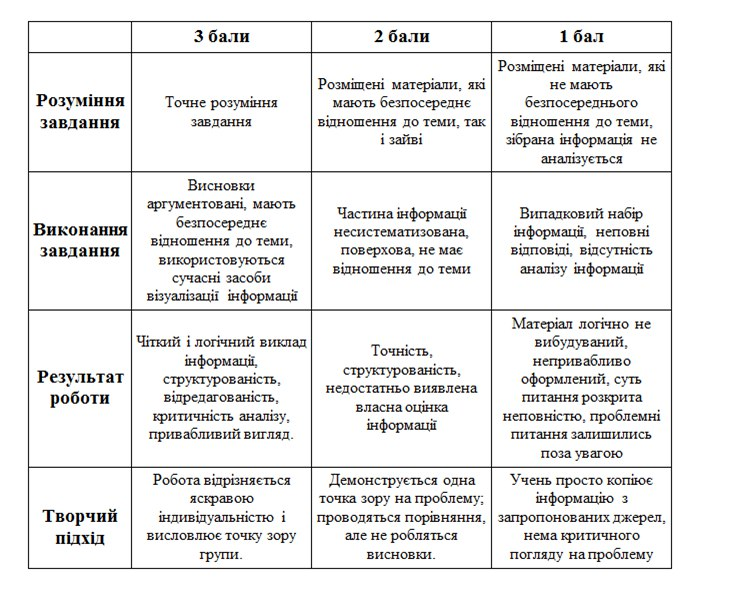 3 бали
2 бали
1 бал
Розуміння
завдання
Точне розуміння
завдання
Розміщені матеріали, які
мають безпосереднє
відношення до теми, так
і зайві
Розміщені матеріали, які
не мають
безпосереднього
відношення до теми,
зібрана інформація не
аналізується
Виконання
завдання
Висновки
аргументовані, мають
безпосереднє
відношення до теми,
використовуються
сучасні засоби
візуалізації інформації
Частина інформації
несистематизована,
поверхова, не має
відношення до теми
Випадковий набір
інформації, неповні
відповіді, відсутність
аналізу інформації
Результат
роботи
Чіткий і логічний виклад
інформації,
структурованість,
відредагованість,
критичність аналізу,
привабливий вигляд.
Точність,
структурованість,
недостатньо виявлена
власна оцінка
інформації
Матеріал логічно не
вибудуваний,
непривабливо
оформлений, суть
питання розкрита
неповністю, проблемні
питання залишились
поза увагою
Творчий
підхід
Робота відрізняється
яскравою
індивідуальністю і
висловлює точку зору
групи.
Демонструється одна
точка зору на проблему;
проводяться порівняння,
але не робляться
висновки.
Учень просто копіює
інформацію з
запропонованих джерел,
нема критичного
погляду на проблему